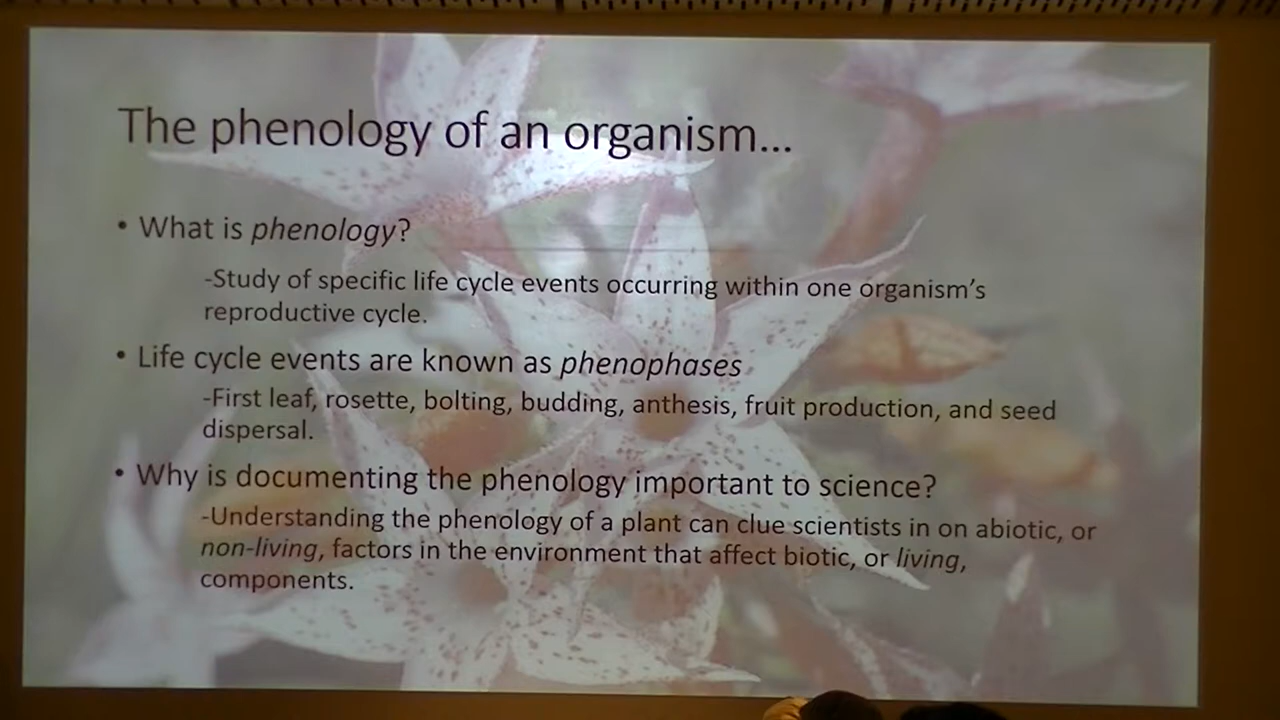 The phenology of an organism...
• What is phenology?
-Study of specific life cycle events occurring within one organism's
reproductive cycle.
• Life cycle events are known as phenophases
-First leaf, rosette, bolting, budding, anthesis, fruit production, and seed
dispersal.
• Why is documenting the phenology important to science?
-Understanding the phenology of a plant can clue scientists in on abiotic, or
non-living, factors in the environment that affect biotic, or living,
components.